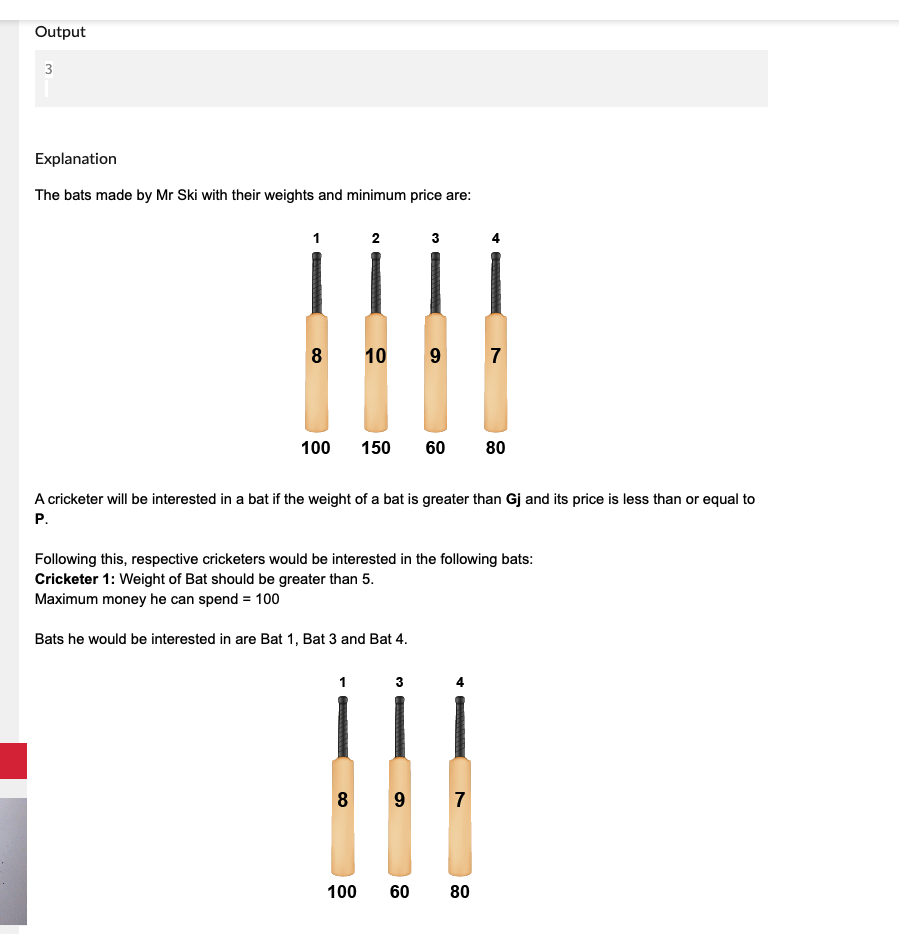 Output
3
Explanation
The bats made by Mr Ski with their weights and minimum price are:
1 2 3 4
8 10 9 7
100 150 60 80
A cricketer will be interested in a bat if the weight of a bat is greater than Gj and its price is less than or equal to
P.
Following this, respective cricketers would be interested in the following bats:
Cricketer 1: Weight of Bat should be greater than 5.
Maximum money he can spend = 100
Bats he would be interested in are Bat 1, Bat 3 and Bat 4.
1 3 4
8 9 7
100 60 80